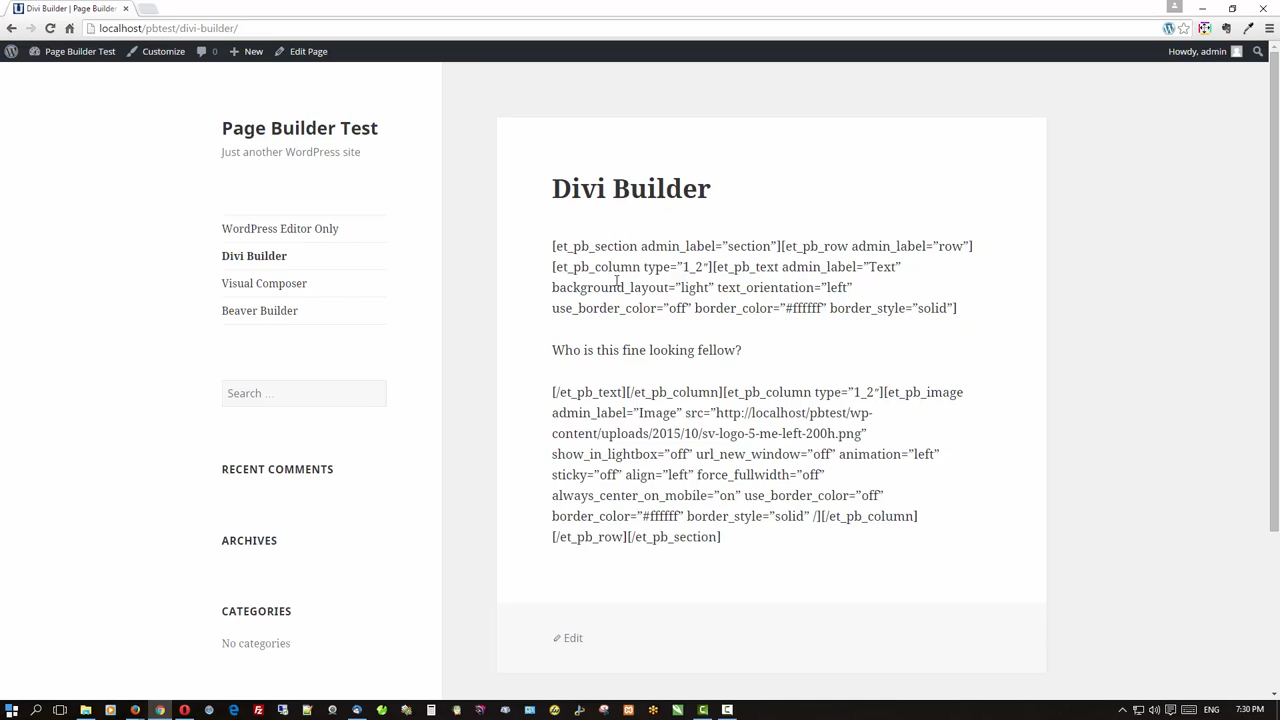 Divi Builder | Page Builder
localhost/pbtest/divi-builder/
Page Builder Test
Customize
0
New
Edit Page
Howdy, admin
Page Builder Test
Just another WordPress site
WordPress Editor Only
Divi Builder
Visual Composer
Beaver Builder
Search …
RECENT COMMENTS
ARCHIVES
CATEGORIES
No categories
Divi Builder
[et_pb_section admin_label=”section”][et_pb_row admin_label=”row”]
[et_pb_column type=”1_2″][et_pb_text admin_label=”Text”
background_layout=”light” text_orientation=”left”
use_border_color=”off” border_color=”#ffffff” border_style=”solid”]
Who is this fine looking fellow?
[/et_pb_text][/et_pb_column][et_pb_column type=”1_2″][et_pb_image
admin_label=”Image” src=”http://localhost/pbtest/wp-
content/uploads/2015/10/sv-logo-5-me-left-200h.png”
show_in_lightbox=”off” url_new_window=”off” animation=”left”
sticky=”off” align=”left” force_fullwidth=”off”
always_center_on_mobile=”on” use_border_color=”off”
border_color=”#ffffff” border_style=”solid” /][/et_pb_column]
[/et_pb_row][/et_pb_section]
Edit
ENG
7:30 PM